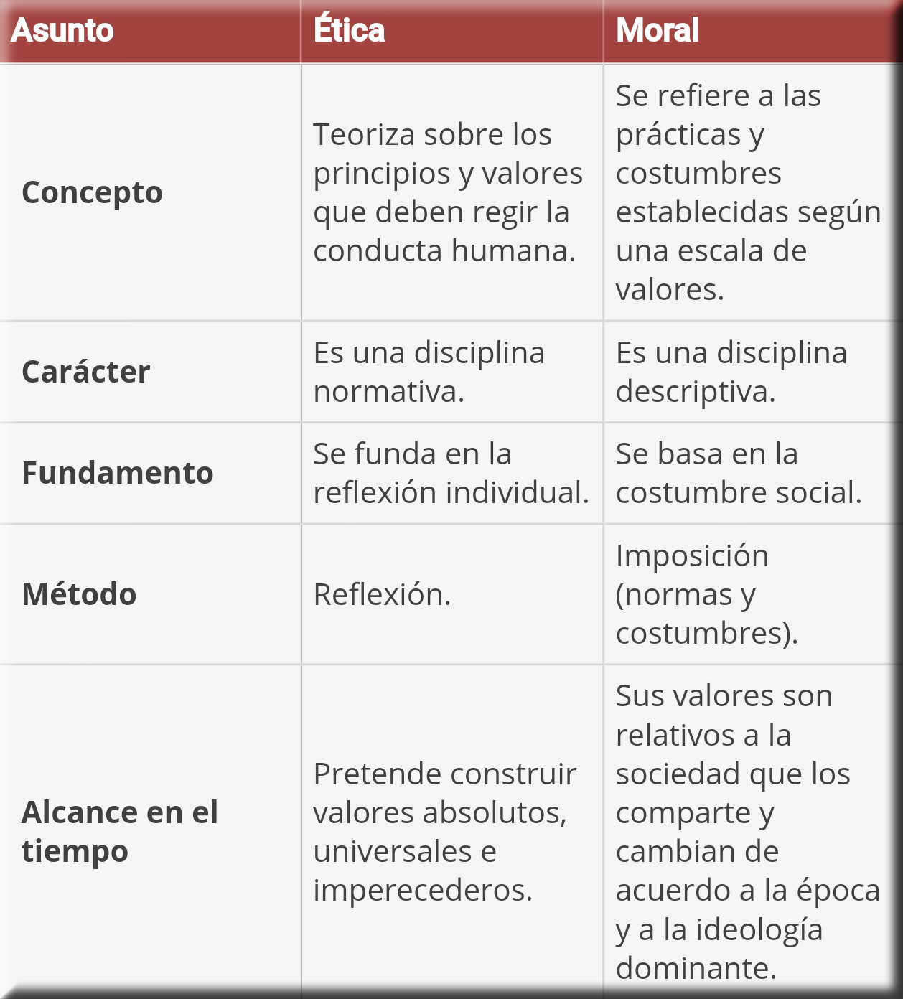 Asunto
Ética
Moral
Concepto
Teoriza sobre los
principios y valores
que deben regir la
conducta humana.
Se refiere a las
prácticas y
costumbres
establecidas según
una escala de
valores.
Carácter
Es una disciplina
normativa.
Es una disciplina
descriptiva.
Fundamento
Se funda en la
reflexión individual.
Se basa en la
costumbre social.
Método
Reflexión.
Imposición
(normas y
costumbres).
Alcance en el
tiempo
Pretende construir
valores absolutos,
universales e
imperecederos.
Sus valores son
relativos a la
sociedad que los
comparte y
cambian de
acuerdo a la época
y a la ideología
dominante.